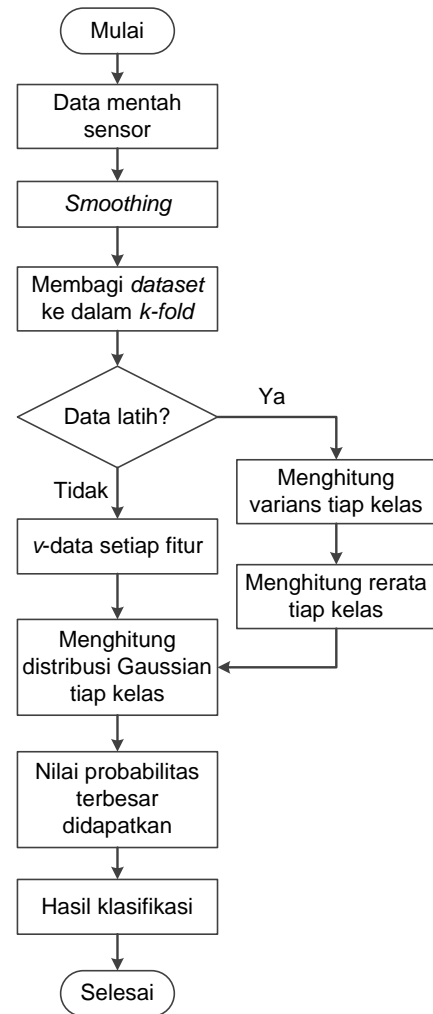 Mulai
Data mentah
sensor
Smoothing
Membagi dataset
ke dalam k-fold
Data latih?
Ya
Tidak
Menghitung
varians tiap kelas
v-data setiap fitur
Menghitung rerata
tiap kelas
Menghitung
distribusi Gaussian
tiap kelas
Nilai probabilitas
terbesar
didapatkan
Hasil klasifikasi
Selesai